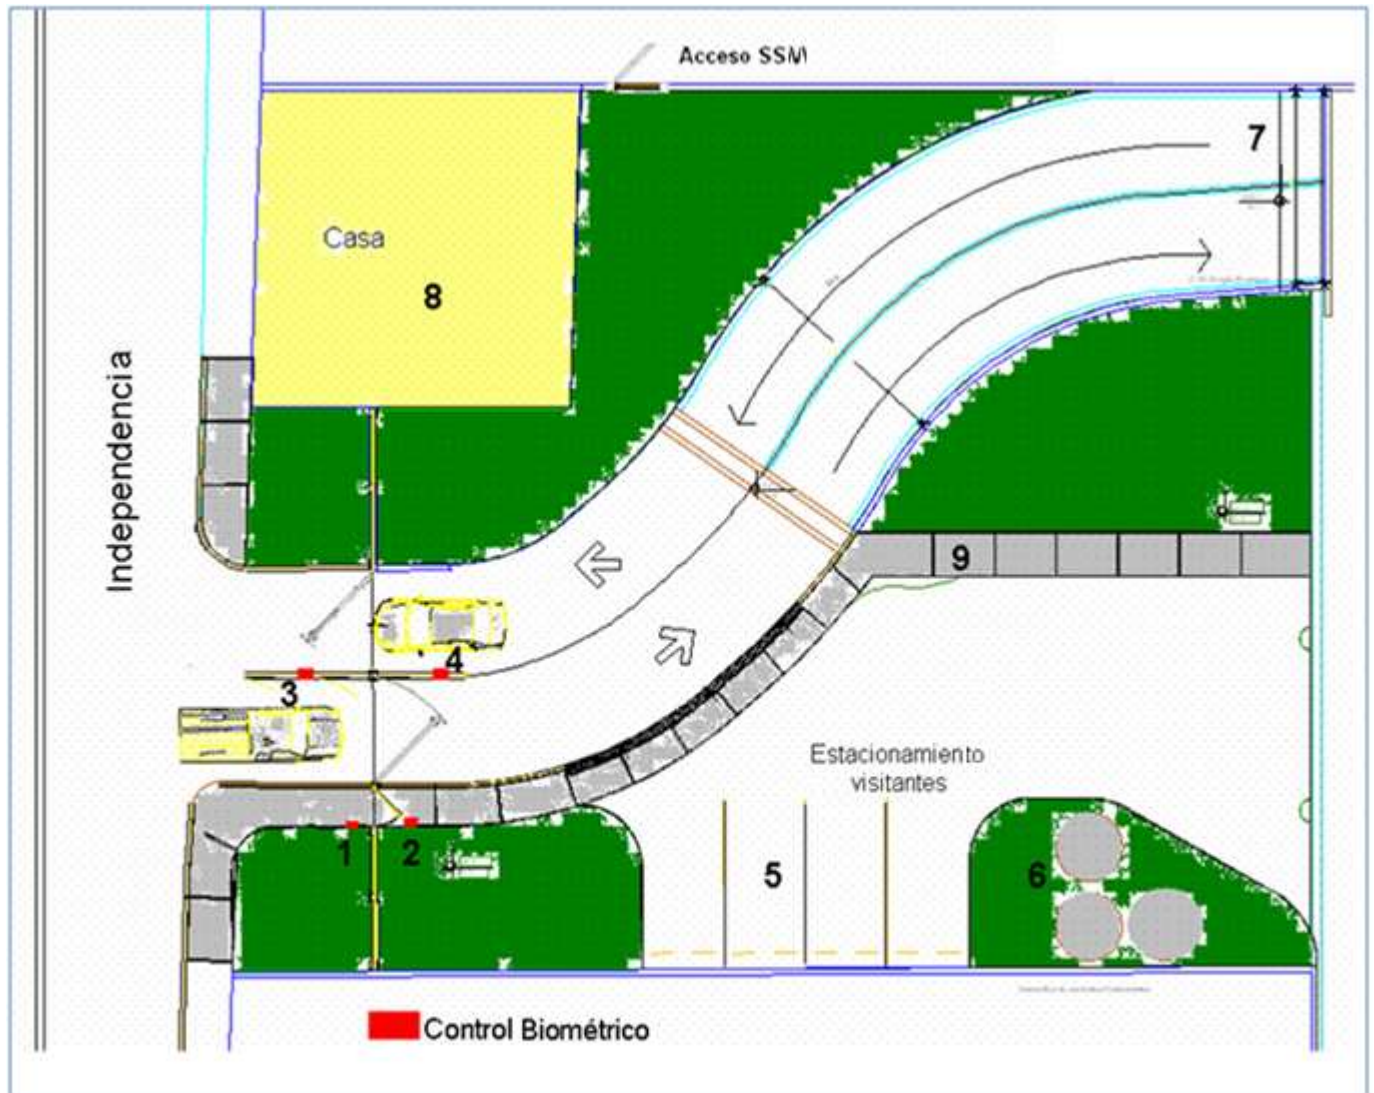 Acceso SSM
7
Casa
8
Independencia
9
4
3
Estacionamiento
visitantes
1
2
5
6
Control Biométrico